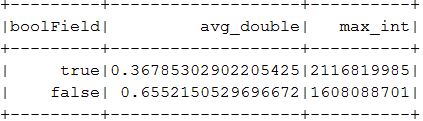 +---------+-------------------+----------+
|boolField|         avg_double|   max_int|
+---------+-------------------+----------+
|     true|0.36785302902205425|2116819985|
|    false| 0.6552150529696672|1608088701|
+---------+-------------------+----------+